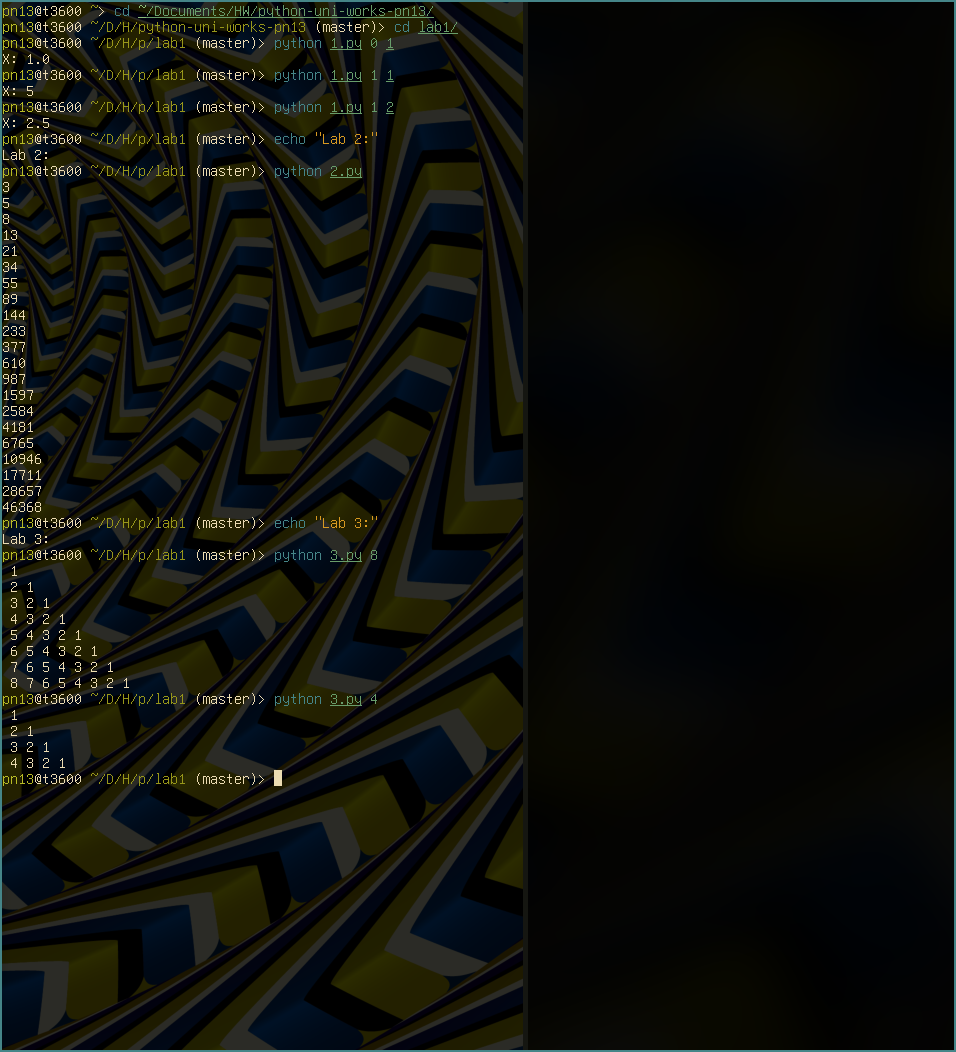 pn13@t3600 ~> cd ~/Documents/HW/python-uni-works-pn13/
pn13@t3600 ~/D/H/python-uni-works-pn13 (master)> cd lab1/
pn13@t3600 ~/D/H/p/lab1 (master)> python 1.py 0 1
X: 1.0
pn13@t3600 ~/D/H/p/lab1 (master)> python 1.py 1 1
X: 5
pn13@t3600 ~/D/H/p/lab1 (master)> python 1.py 1 2
X: 2.5
pn13@t3600 ~/D/H/p/lab1 (master)> echo "Lab 2:"
Lab 2:
pn13@t3600 ~/D/H/p/lab1 (master)> python 2.py
3
5
8
13
21
34
55
89
144
233
377
610
987
1597
2584
4181
6765
10946
17711
28657
46368
pn13@t3600 ~/D/H/p/lab1 (master)> echo "Lab 3:"
Lab 3:
pn13@t3600 ~/D/H/p/lab1 (master)> python 3.py 8
1
2 1
3 2 1
4 3 2 1
5 4 3 2 1
6 5 4 3 2 1
7 6 5 4 3 2 1
8 7 6 5 4 3 2 1
pn13@t3600 ~/D/H/p/lab1 (master)> python 3.py 4
1
2 1
3 2 1
4 3 2 1
pn13@t3600 ~/D/H/p/lab1 (master)>